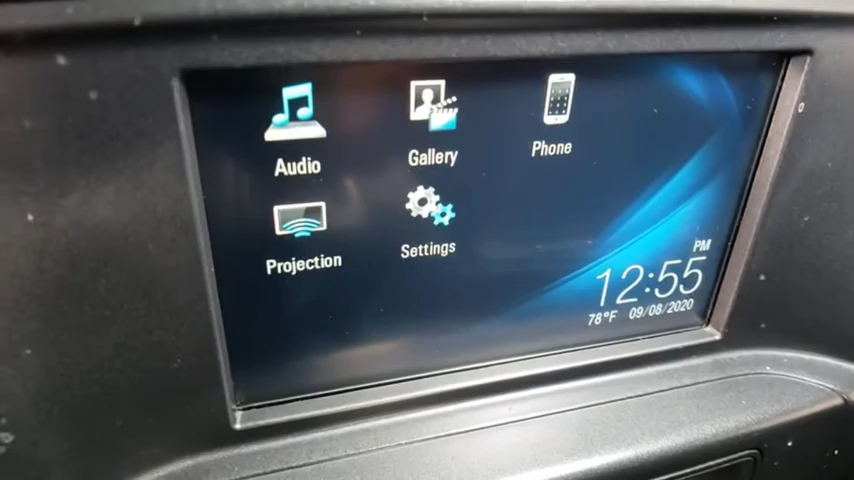 Audio
Gallery
Phone
Projection
Settings
PM
12:55
78°F 09/08/2020